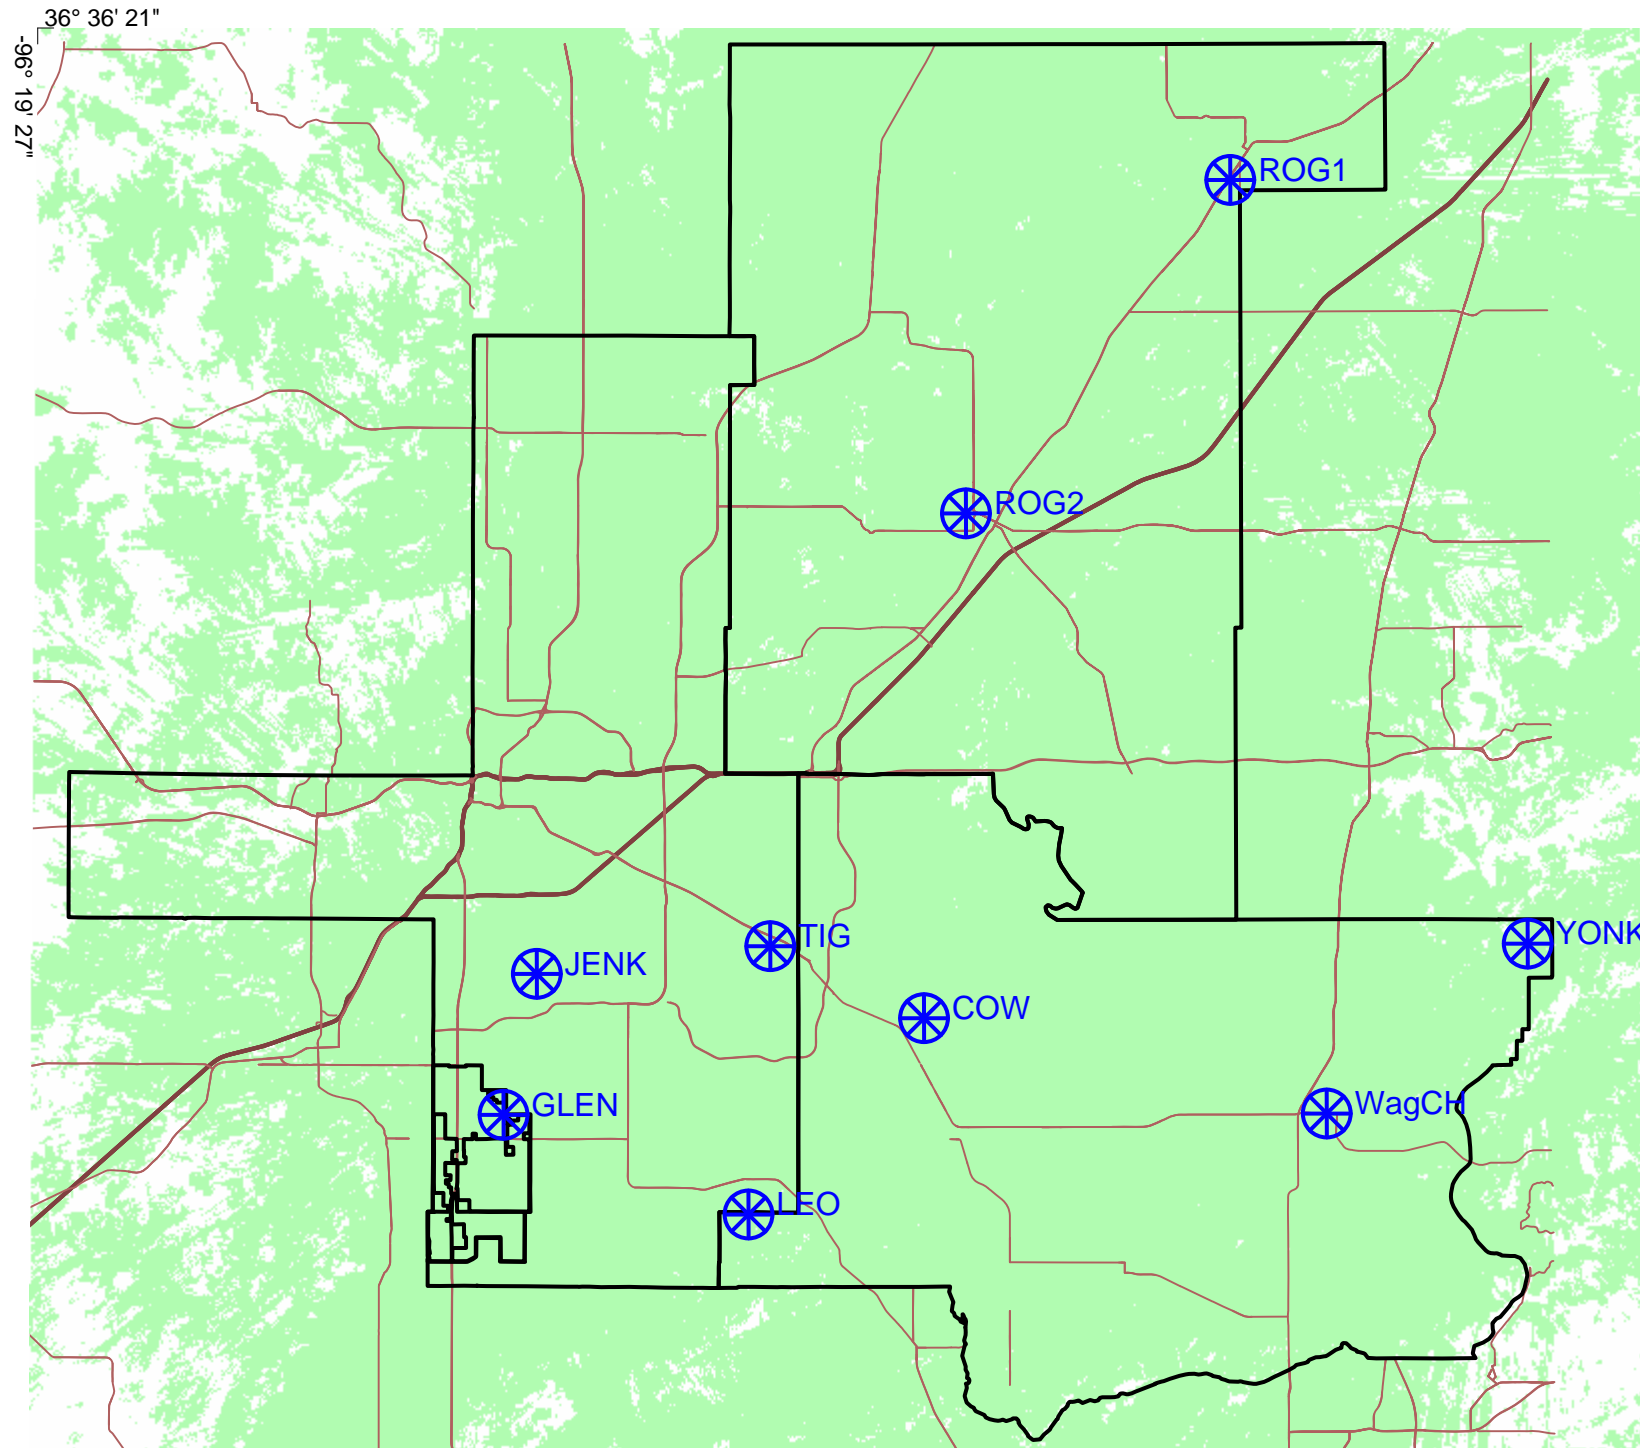 36° 36' 21"
-96° 19' 27"
ROG1
ROG2
TIG
YONK
JENK
COW
GLEN
WagCH
LEO